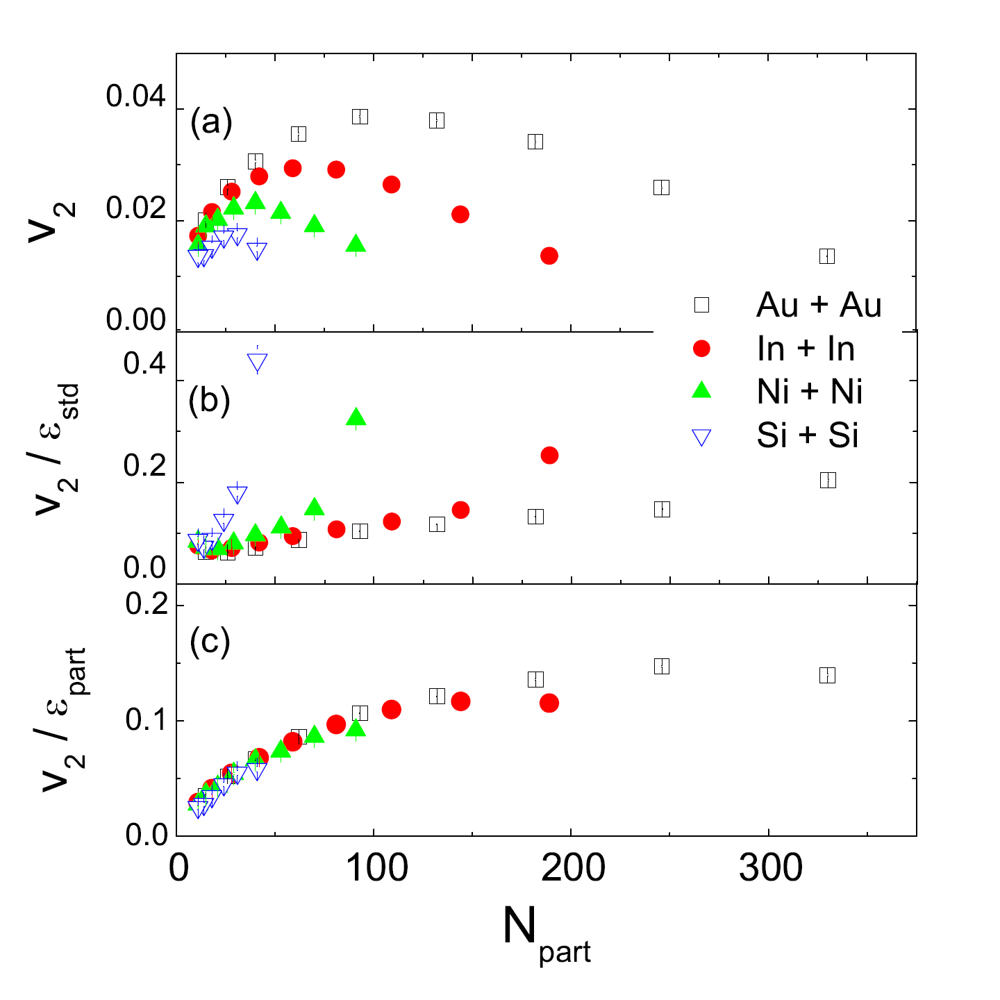 0.04
(a)
0.02
v2
0.00
Au + Au
In + In
Ni + Ni
Si + Si
0.4
(b)
v2 / εstd
0.2
0.0
0.2
(c)
v2 / εpart
0.1
0.0
0 100 200 300
Npart